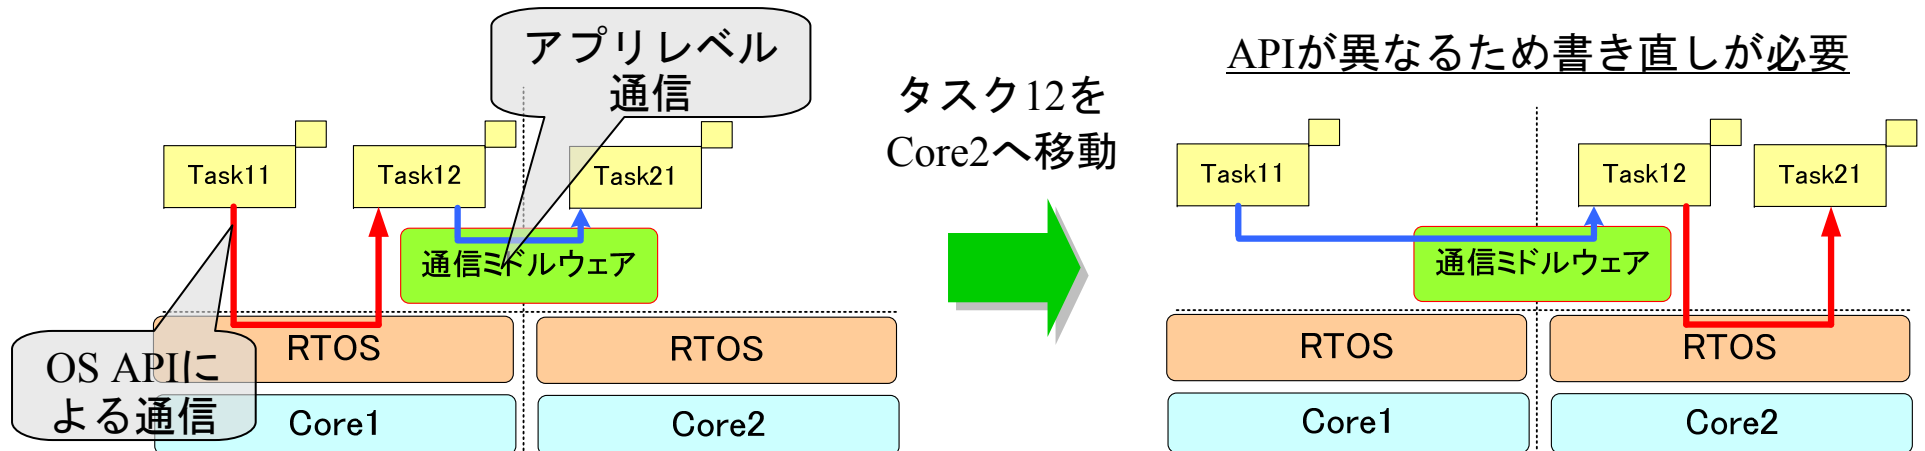 アプリレベル
通信
Task11
Task12
Task21
通信ミドルウェア
OS APIに
よる通信
RTOS
RTOS
Core1
Core2
タスク12を
Core2へ移動
APIが異なるため書き直しが必要
Task11
Task12
Task21
通信ミドルウェア
RTOS
RTOS
Core1
Core2